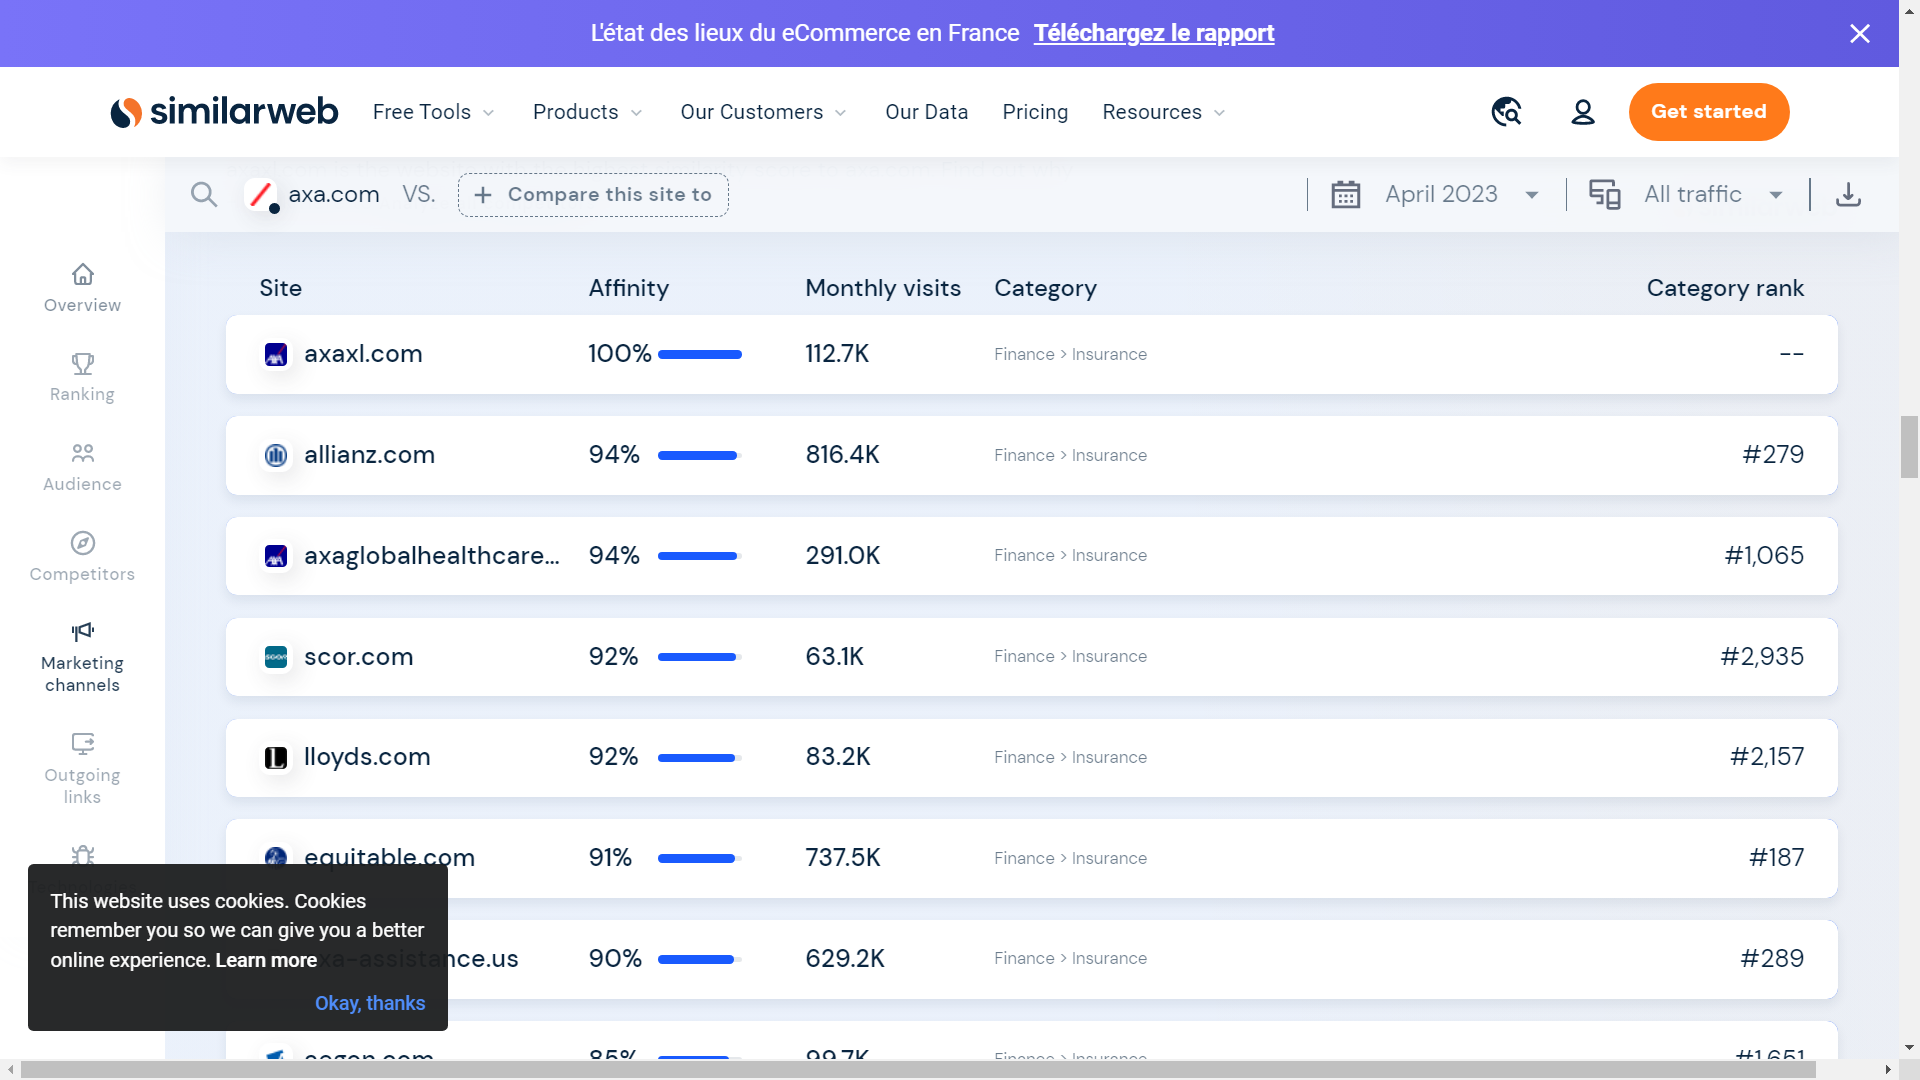 L'état des lieux du eCommerce en France Téléchargez le rapport
similarweb Free Tools Products Our Customers Our Data Pricing Resources Get started
axa.com VS. + Compare this site to April 2023 All traffic
Overview
Ranking
Audience
Competitors
Marketing
channels
Outgoing
links
Site Affinity Monthly visits Category Category rank
axaxl.com 100% 112.7K Finance > Insurance --
allianz.com 94% 816.4K Finance > Insurance #279
axaglobalhealthcare... 94% 291.0K Finance > Insurance #1,065
scor.com 92% 63.1K Finance > Insurance #2,935
lloyds.com 92% 83.2K Finance > Insurance #2,157
equitable.com 91% 737.5K Finance > Insurance #187
axa-assistance.us 90% 629.2K Finance > Insurance #289
aegon.com 85% 99.7K Finance > Insurance #1,651
This website uses cookies. Cookies
remember you so we can give you a better
online experience. Learn more
Okay, thanks